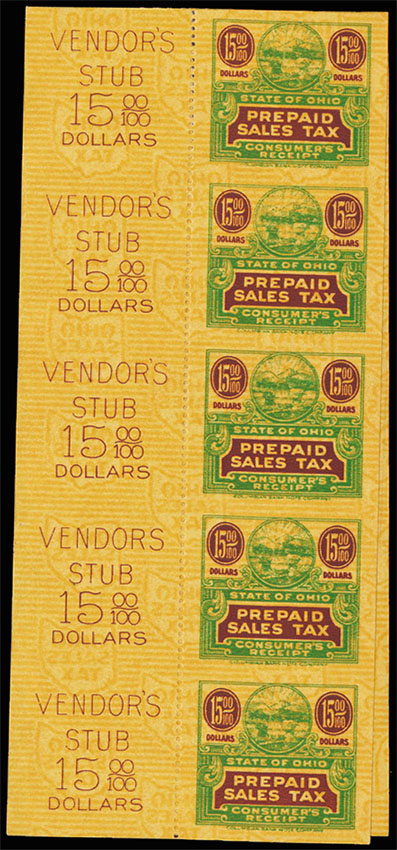 VENDOR'S
STUB
15 00/100
DOLLARS
15 00/100 15 00/100
DOLLARS DOLLARS
STATE OF OHIO
PREPAID
SALES TAX
CONSUMER'S
RECEIPT
VENDOR'S
STUB
15 00/100
DOLLARS
15 00/100 15 00/100
DOLLARS DOLLARS
STATE OF OHIO
PREPAID
SALES TAX
CONSUMER'S
RECEIPT
VENDOR'S
STUB
15 00/100
DOLLARS
15 00/100 15 00/100
DOLLARS DOLLARS
STATE OF OHIO
PREPAID
SALES TAX
CONSUMER'S
RECEIPT
VENDOR'S
STUB
15 00/100
DOLLARS
15 00/100 15 00/100
DOLLARS DOLLARS
STATE OF OHIO
PREPAID
SALES TAX
CONSUMER'S
RECEIPT
VENDOR'S
STUB
15 00/100
DOLLARS
15 00/100 15 00/100
DOLLARS DOLLARS
STATE OF OHIO
PREPAID
SALES TAX
CONSUMER'S
RECEIPT
COLUMBIAN BANK NOTE COMPANY